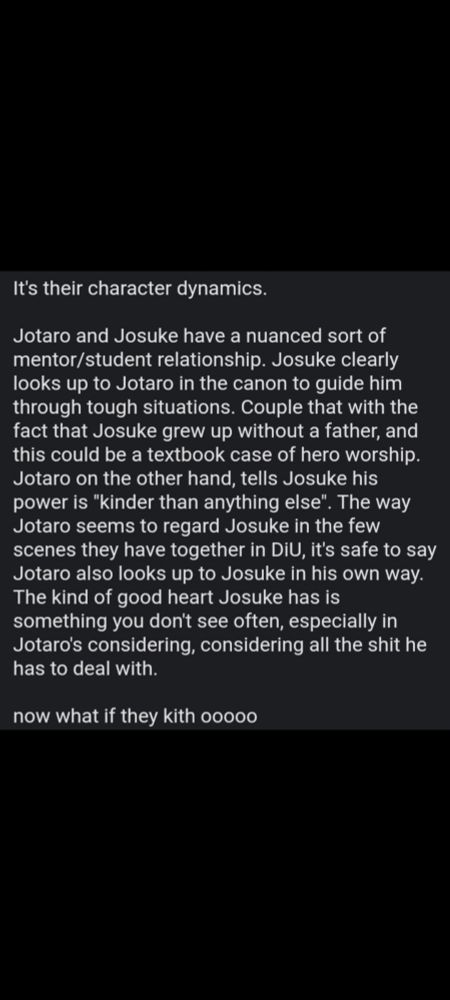 It's their character dynamics.
Jotaro and Josuke have a nuanced sort of
mentor/student relationship. Josuke clearly
looks up to Jotaro in the canon to guide him
through tough situations. Couple that with the
fact that Josuke grew up without a father, and
this could be a textbook case of hero worship.
Jotaro on the other hand, tells Josuke his
power is "kinder than anything else". The way
Jotaro seems to regard Josuke in the few
scenes they have together in DiU, it's safe to say
Jotaro also looks up to Josuke in his own way.
The kind of good heart Josuke has is
something you don't see often, especially in
Jotaro's considering, considering all the shit he
has to deal with.
now what if they kith ooooo